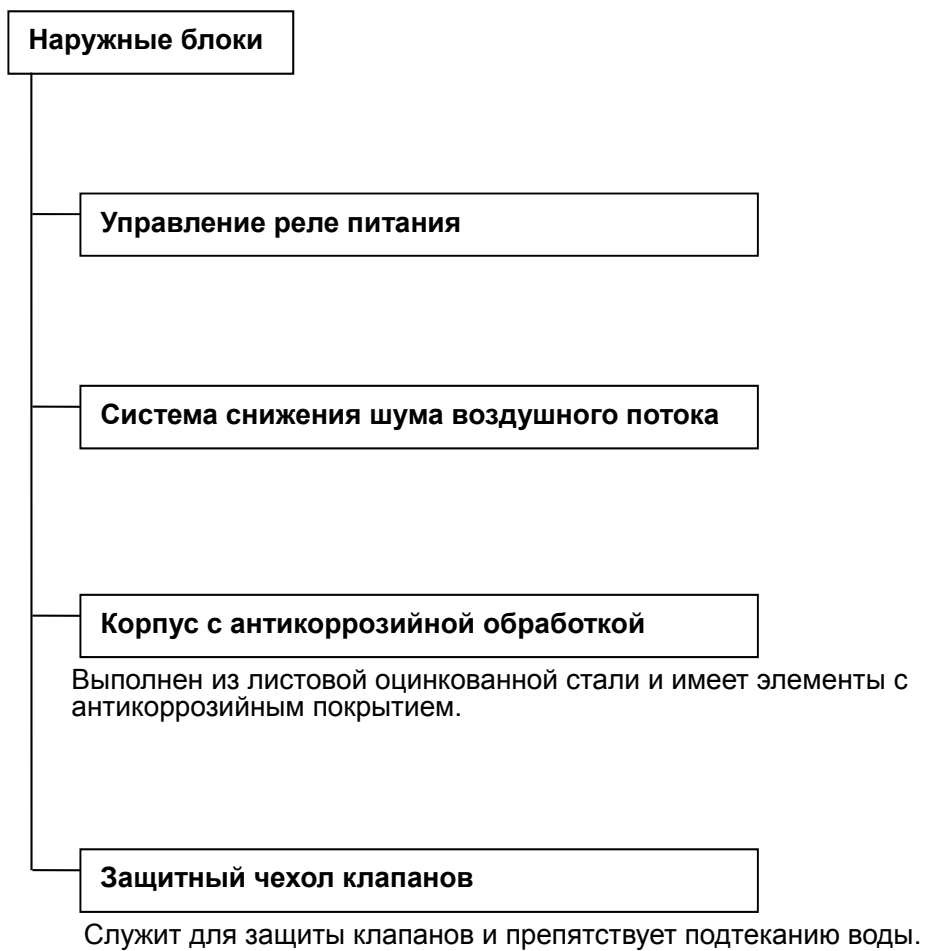 Наружные блоки
Управление реле питания
Система снижения шума воздушного потока
Корпус с антикоррозийной обработкой
Выполнен из листовой оцинкованной стали и имеет элементы с
антикоррозийным покрытием.
Защитный чехол клапанов
Служит для защиты клапанов и препятствует подтеканию воды.